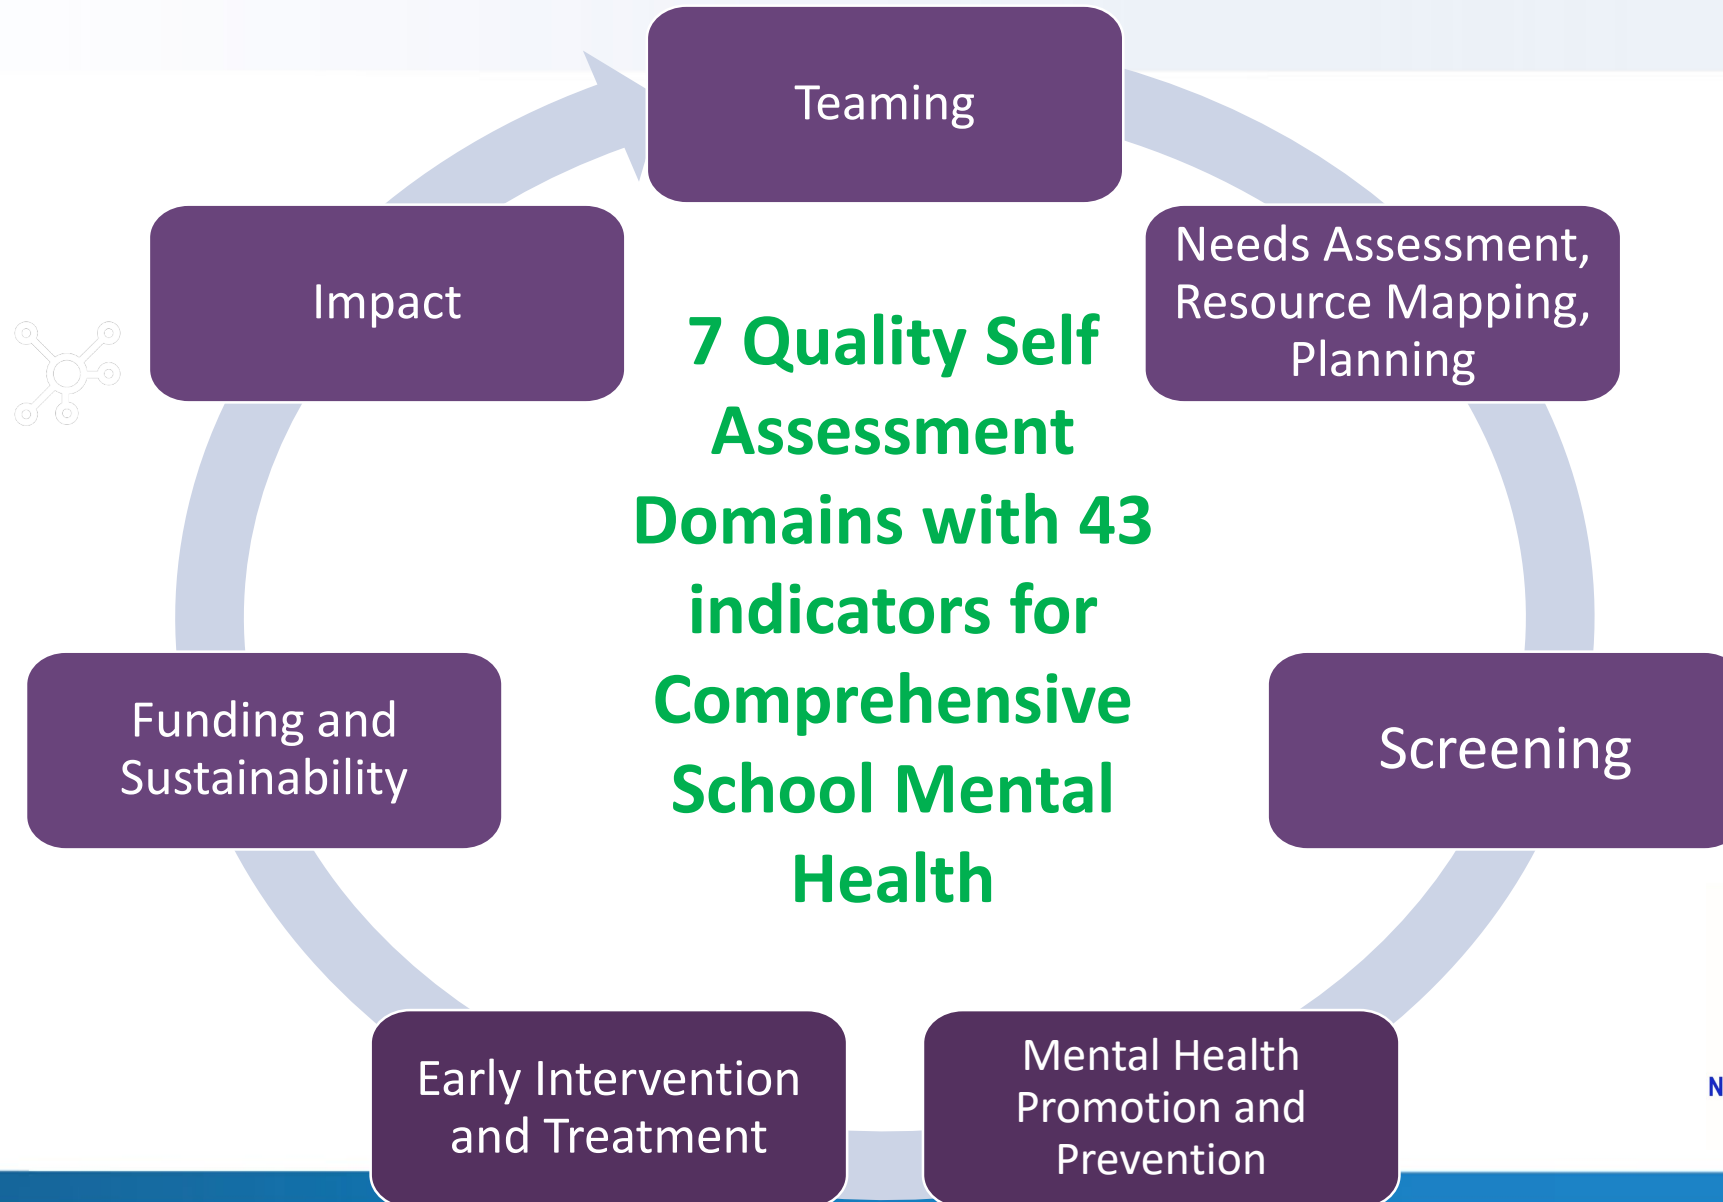 Teaming
Needs Assessment,
Resource Mapping,
Planning
Screening
Mental Health
Promotion and
Prevention
Early Intervention
and Treatment
Funding and
Sustainability
Impact
7 Quality Self
Assessment
Domains with 43
indicators for
Comprehensive
School Mental
Health
N